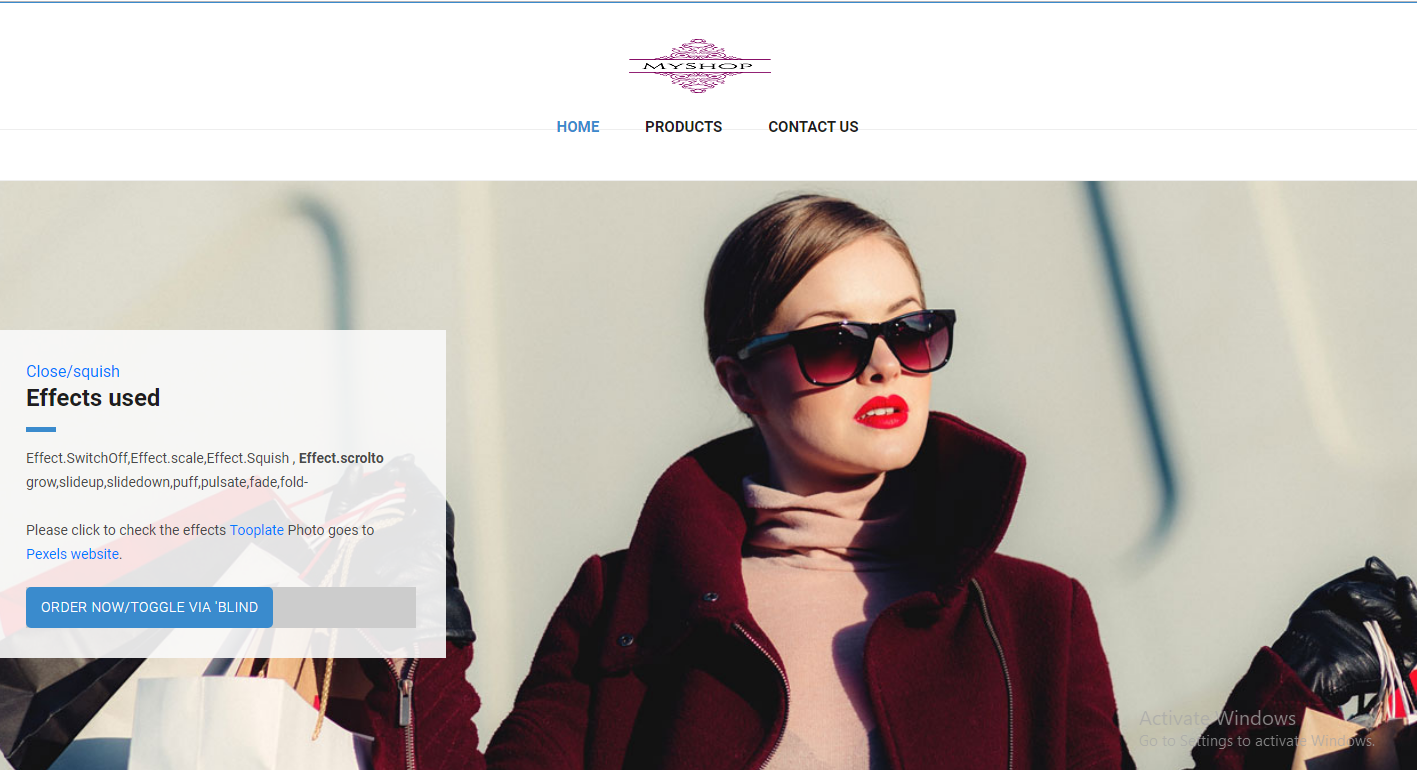 MYSHOP
HOME PRODUCTS CONTACT US
Close/squish
Effects used
Effect.SwitchOff,Effect.scale,Effect.Squish , Effect.scrolto
grow,slideup,slidedown,puff,pulsate,fade,fold-
Please click to check the effects Tooplate Photo goes to
Pexels website.
ORDER NOW/TOGGLE VIA 'BLIND
Activate Windows
Go to Settings to activate Windows.